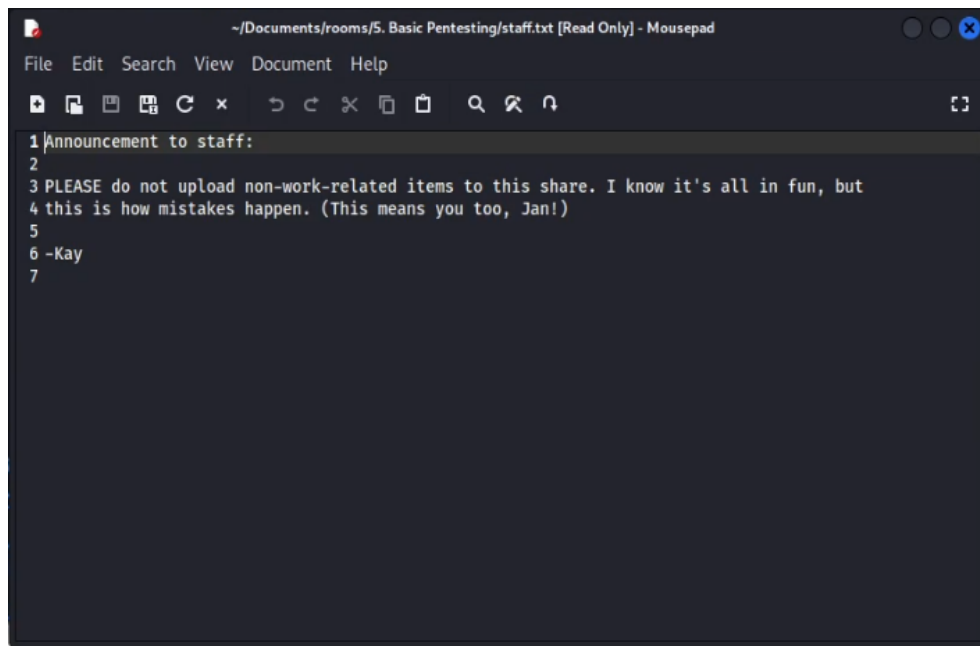 ~/Documents/rooms/5. Basic Pentesting/staff.txt [Read Only] - Mousepad
File Edit Search View Document Help
1 Announcement to staff:
2
3 PLEASE do not upload non-work-related items to this share. I know it's all in fun, but
4 this is how mistakes happen. (This means you too, Jan!)
5
6 -Kay
7